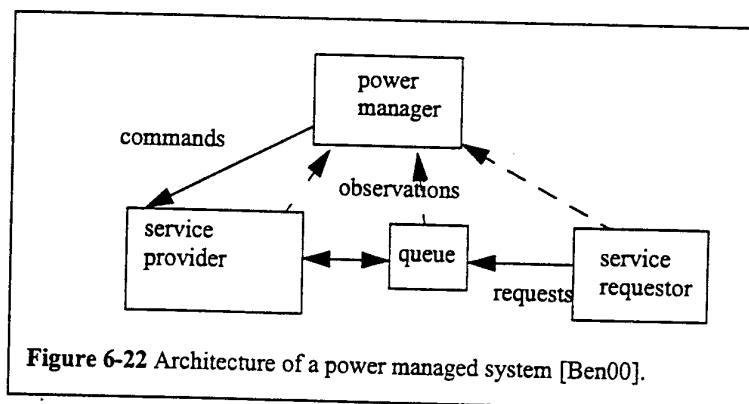 power
manager
commands
observations
service
provider
queue
service
requestor
requests
Figure 6-22 Architecture of a power managed system [Ben00].